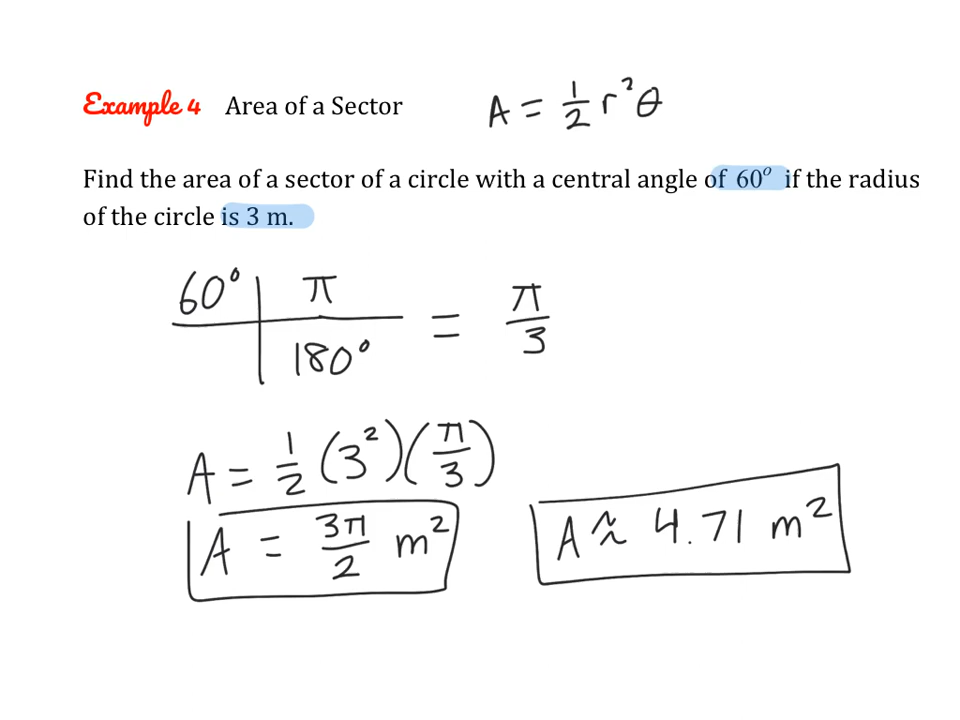 Example 4 Area of a Sector A = 1/2 r²θ
Find the area of a sector of a circle with a central angle of 60° if the radius
of the circle is 3 m.
60° | π
180° = π/3
A = 1/2 (3²)(π/3)
A = 3π/2 m² A ≈ 4.71 m²